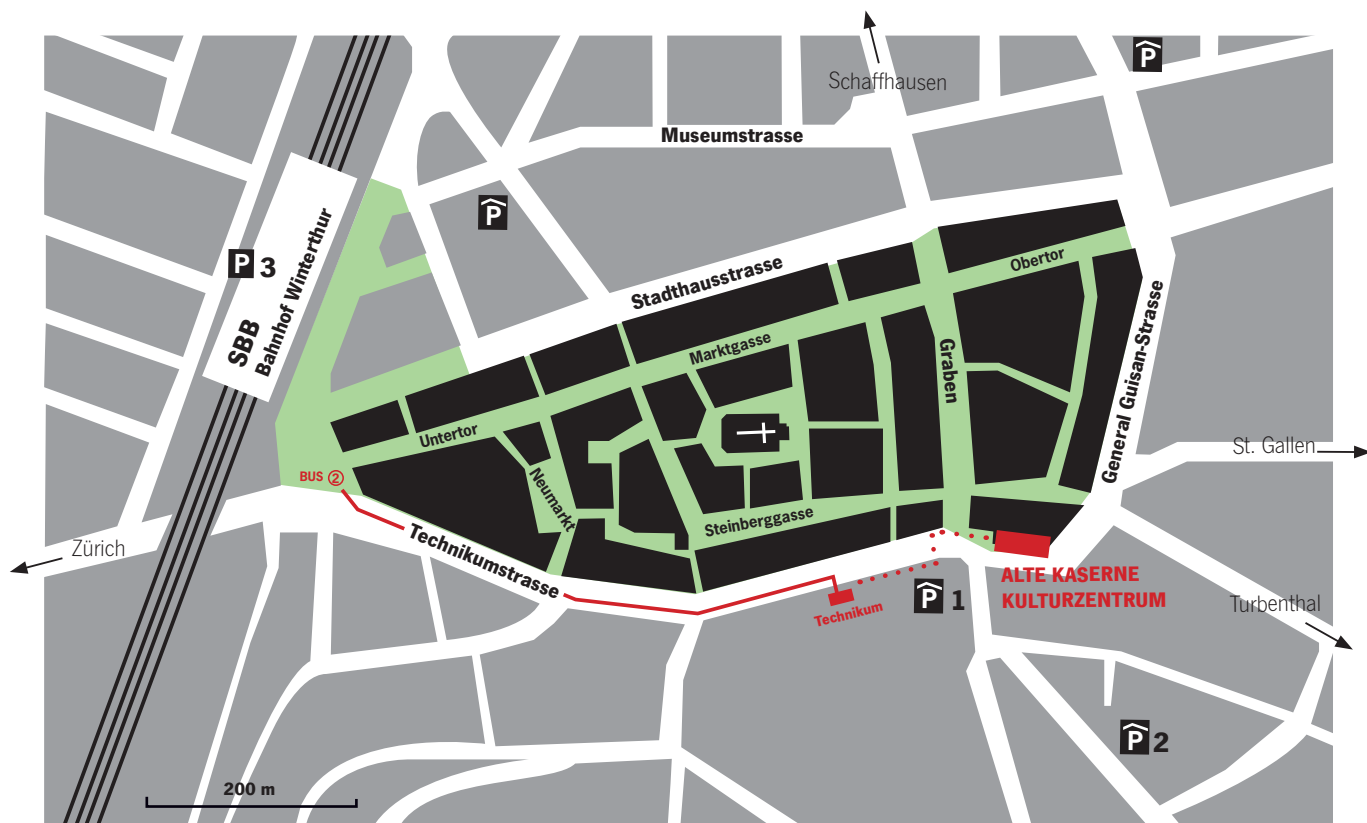 Schaffhausen
P
Museumstrasse
P
P 3
SBB
Bahnhof Winterthur
Stadthausstrasse
Obertor
Marktgasse
Graben
General Guisan-Strasse
Untertor
St. Gallen
BUS 2
Neumarkt
Steinberggasse
Technikumstrasse
Zürich
ALTE KASERNE
KULTURZENTRUM
P 1
Technikum
Turbenthal
P 2
200 m